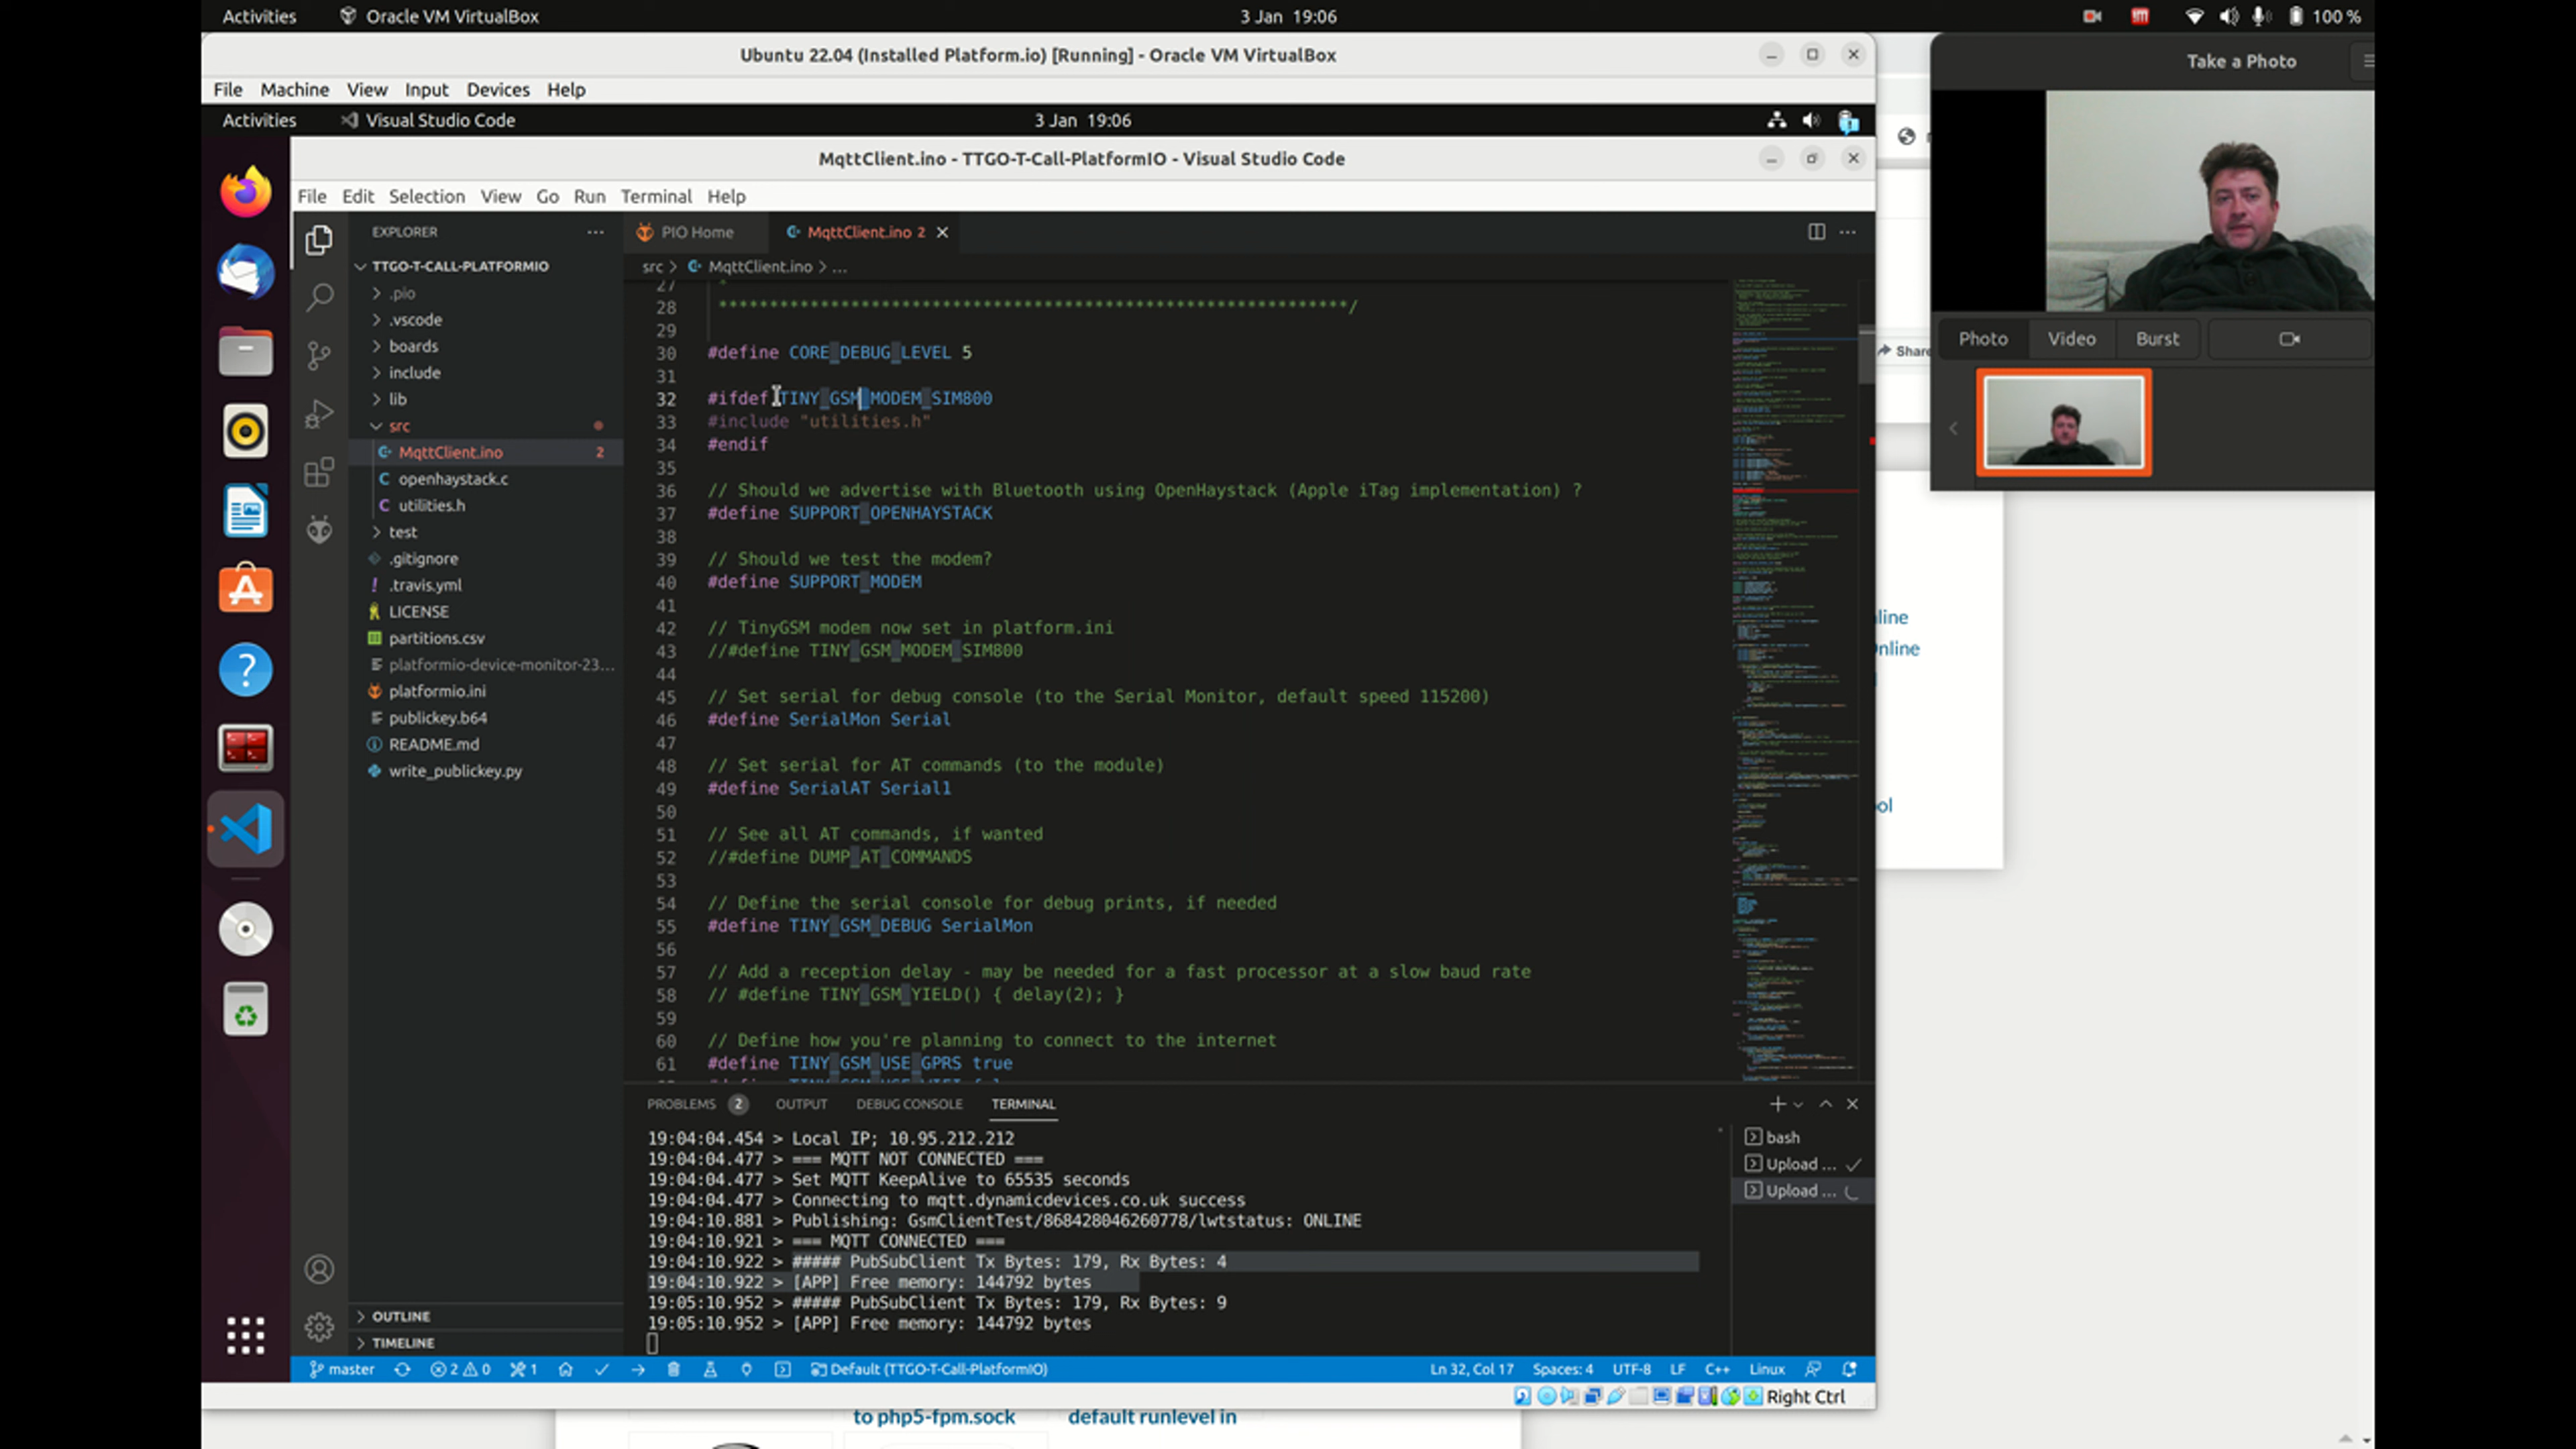 Activities Oracle VM VirtualBox 3 Jan 19:06 100 %
Ubuntu 22.04 (Installed Platform.io) [Running] - Oracle VM VirtualBox
File Machine View Input Devices Help
Activities Visual Studio Code 3 Jan 19:06
MqttClient.ino - TTGO-T-Call-PlatformIO - Visual Studio Code
File Edit Selection View Go Run Terminal Help
EXPLORER
TTGO-T-CALL-PLATFORMIO
.pio
.vscode
boards
include
lib
src
MqttClient.ino 2
openhaystack.c
utilities.h
test
.gitignore
.travis.yml
LICENSE
partitions.csv
platformio-device-monitor-23...
platformio.ini
publickey.b64
README.md
write_publickey.py
OUTLINE
TIMELINE
PIO Home MqttClient.ino 2
src > MqttClient.ino > ...
27 *
28 **************************************************************/
29
30 #define CORE_DEBUG_LEVEL 5
31
32 #ifdef TINY_GSM_MODEM_SIM800
33 #include "utilities.h"
34 #endif
35
36 // Should we advertise with Bluetooth using OpenHaystack (Apple iTag implementation) ?
37 #define SUPPORT_OPENHAYSTACK
38
39 // Should we test the modem?
40 #define SUPPORT_MODEM
41
42 // TinyGSM modem now set in platform.ini
43 //#define TINY_GSM_MODEM_SIM800
44
45 // Set serial for debug console (to the Serial Monitor, default speed 115200)
46 #define SerialMon Serial
47
48 // Set serial for AT commands (to the module)
49 #define SerialAT Serial1
50
51 // See all AT commands, if wanted
52 //#define DUMP_AT_COMMANDS
53
54 // Define the serial console for debug prints, if needed
55 #define TINY_GSM_DEBUG SerialMon
56
57 // Add a reception delay - may be needed for a fast processor at a slow baud rate
58 // #define TINY_GSM_YIELD() { delay(2); }
59
60 // Define how you're planning to connect to the internet
61 #define TINY_GSM_USE_GPRS true
PROBLEMS 2 OUTPUT DEBUG CONSOLE TERMINAL
19:04:04.454 > Local IP; 10.95.212.212
19:04:04.477 > === MQTT NOT CONNECTED ===
19:04:04.477 > Set MQTT KeepAlive to 65535 seconds
19:04:04.477 > Connecting to mqtt.dynamicdevices.co.uk success
19:04:10.881 > Publishing: GsmClientTest/868428046260778/lwtstatus: ONLINE
19:04:10.921 > === MQTT CONNECTED ===
19:04:10.922 > ##### PubSubClient Tx Bytes: 179, Rx Bytes: 4
19:04:10.922 > [APP] Free memory: 144792 bytes
19:05:10.952 > ##### PubSubClient Tx Bytes: 179, Rx Bytes: 9
19:05:10.952 > [APP] Free memory: 144792 bytes
bash
Upload ...
Upload ...
master 2 0 1 Default (TTGO-T-Call-PlatformIO) Ln 32, Col 17 Spaces: 4 UTF-8 LF C++ Linux
Right Ctrl
to php5-fpm.sock default runlevel in
Take a Photo
Photo Video Burst
Share